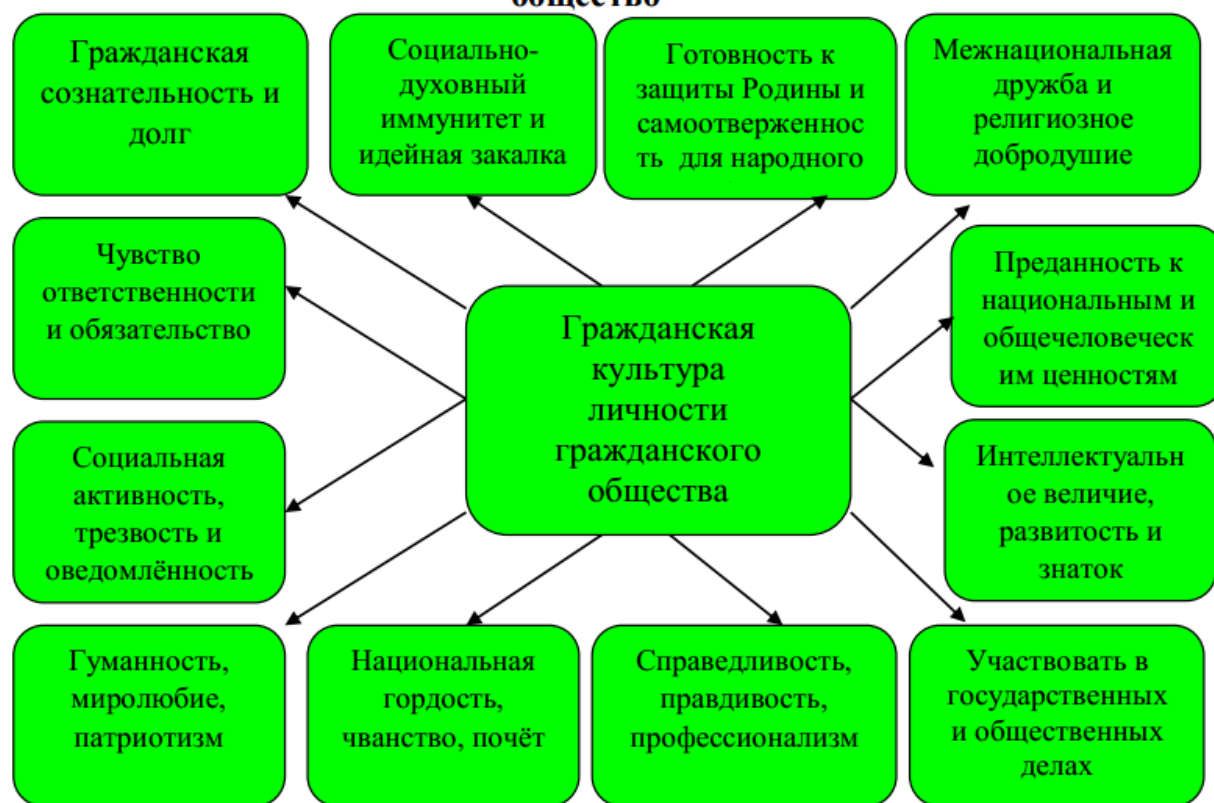 общество
Гражданская
сознательность и
долг
Социально-
духовный
иммунитет и
идейная закалка
Готовность к
защиты Родины и
самоотверженнос
ть для народного
Межнациональная
дружба и
религиозное
добродушие
Чувство
ответственности
и обязательство
Гражданская
культура
личности
гражданского
общества
Преданность к
национальным и
общечеловеческ
им ценностям
Социальная
активность,
трезвость и
оведомлённость
Интеллектуальн
ое величие,
развитость и
знаток
Гуманность,
миролюбие,
патриотизм
Национальная
гордость,
чванство, почёт
Справедливость,
правдивость,
профессионализм
Участвовать в
государственных
и общественных
делах